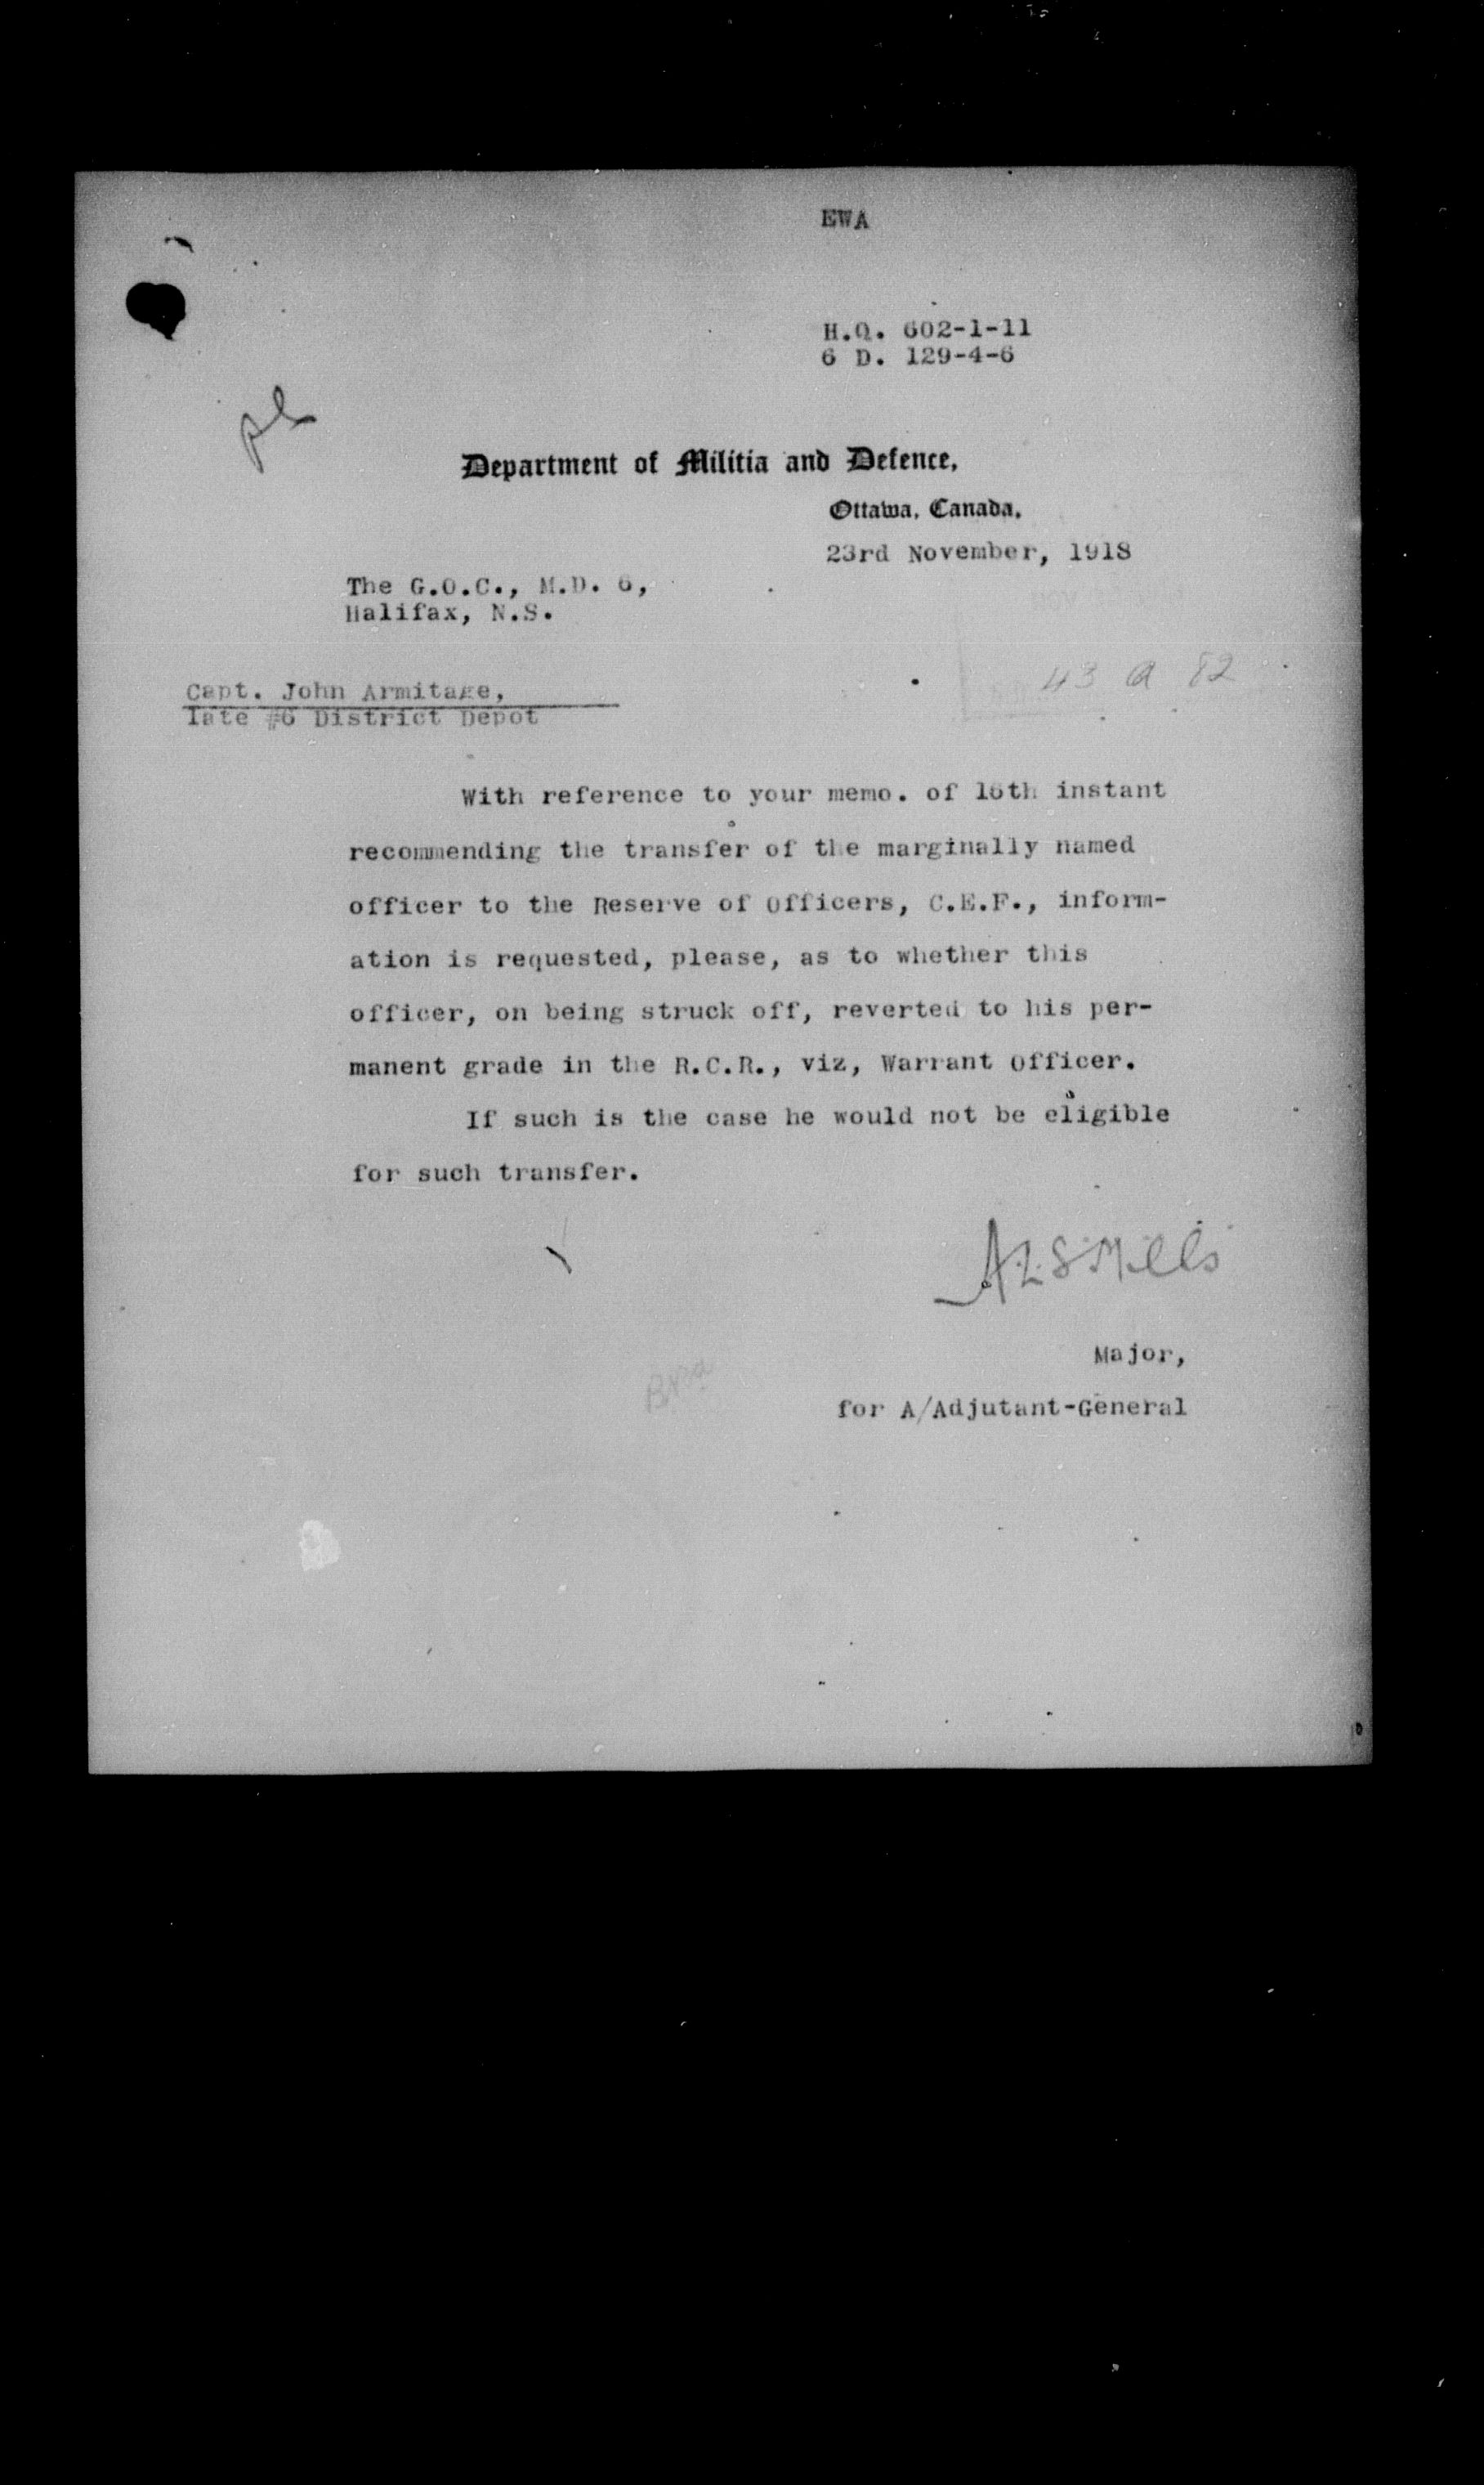 EWA
H.Q. 602-1-11
6 D. 129-4-6
Department of Militia and Defence,
Ottawa, Canada,
23rd November, 1918
The G.O.C., M.D. 6,
Halifax, N.S.
43 A 82
Capt. John Armitage,
late #6 District Depot
With reference to your memo. of 16th instant
recommending the transfer of the marginally named
officer to the Reserve of Officers, C.E.F., inform-
ation is requested, please, as to whether this
officer, on being struck off, reverted to his per-
manent grade in the R.C.R., viz, Warrant Officer.
If such is the case he would not be eligible
for such transfer.
Major,
for A/Adjutant-General